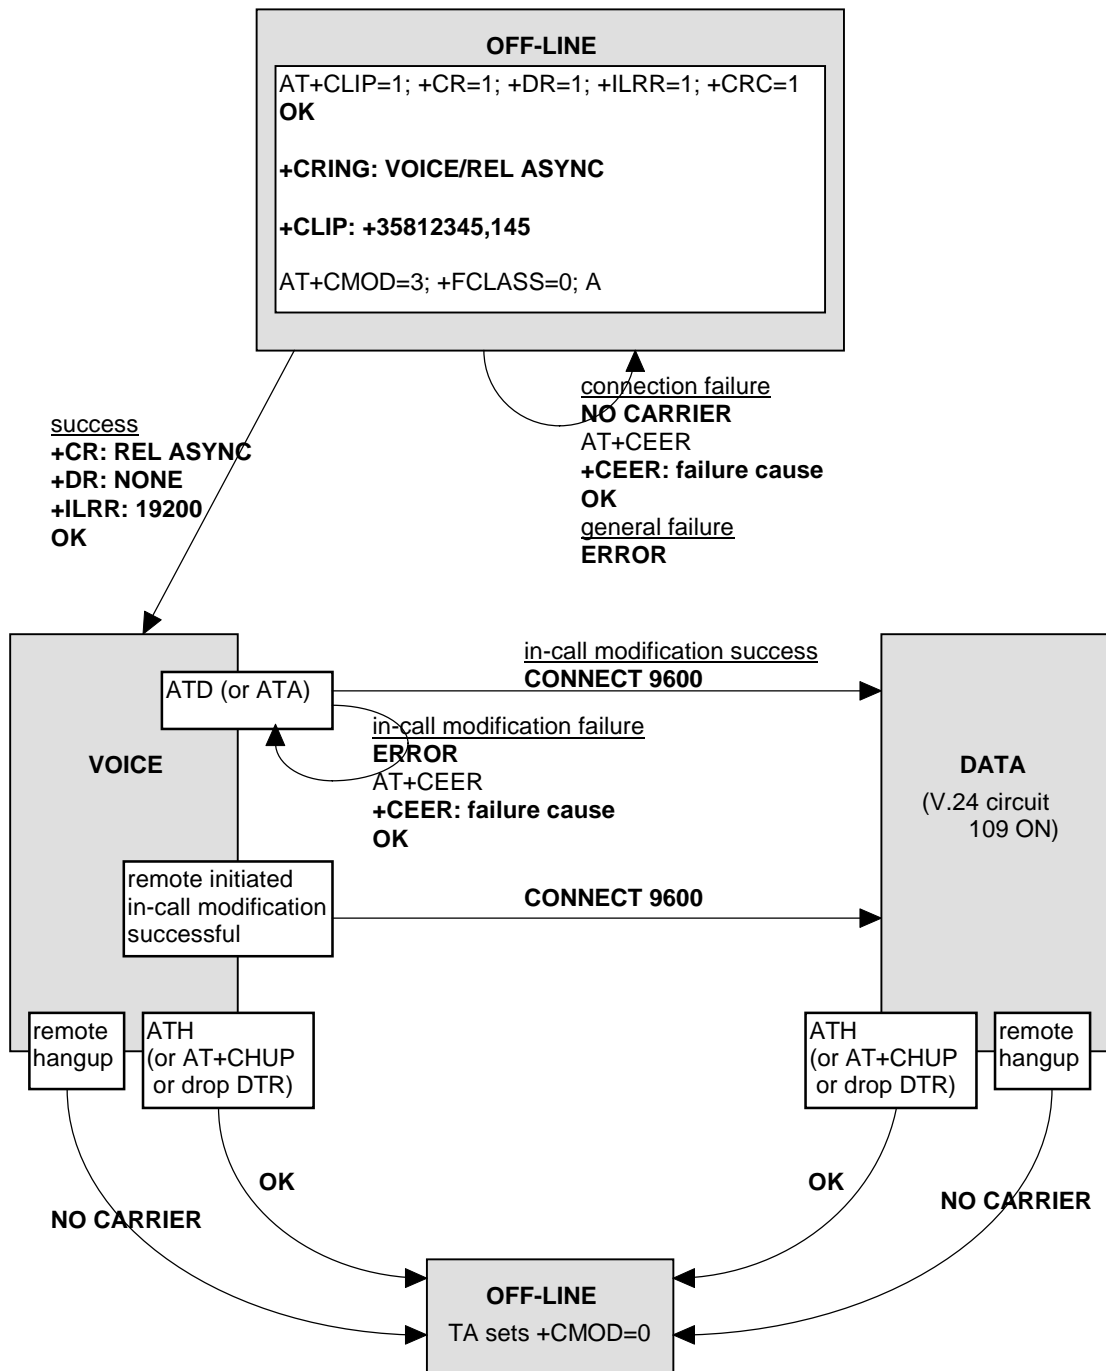 OFF-LINE
AT+CLIP=1; +CR=1; +DR=1; +ILRR=1; +CRC=1
OK
+CRING: VOICE/REL ASYNC
+CLIP: +35812345,145
AT+CMOD=3; +FCLASS=0; A
success
+CR: REL ASYNC
+DR: NONE
+ILRR: 19200
OK
connection failure
NO CARRIER
AT+CEER
+CEER: failure cause
OK
general failure
ERROR
VOICE
ATD (or ATA)
in-call modification success
CONNECT 9600
in-call modification failure
ERROR
AT+CEER
+CEER: failure cause
OK
DATA
(V.24 circuit
109 ON)
remote initiated
in-call modification
successful
CONNECT 9600
remote
hangup
ATH
(or AT+CHUP
or drop DTR)
ATH
(or AT+CHUP
or drop DTR)
remote
hangup
OK
NO CARRIER
OK
NO CARRIER
OFF-LINE
TA sets +CMOD=0